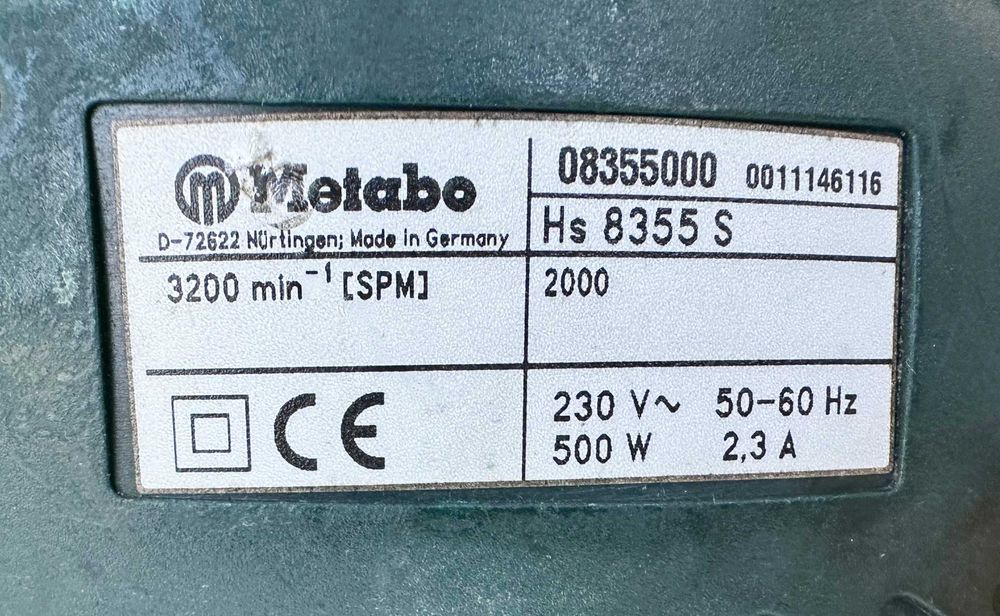 Metabo
D-72622 Nürtingen; Made in Germany
08355000 0011146116
Hs 8355 S
3200 min⁻¹ [SPM]
2000
CE
230 V~ 50-60 Hz
500 W 2,3 A